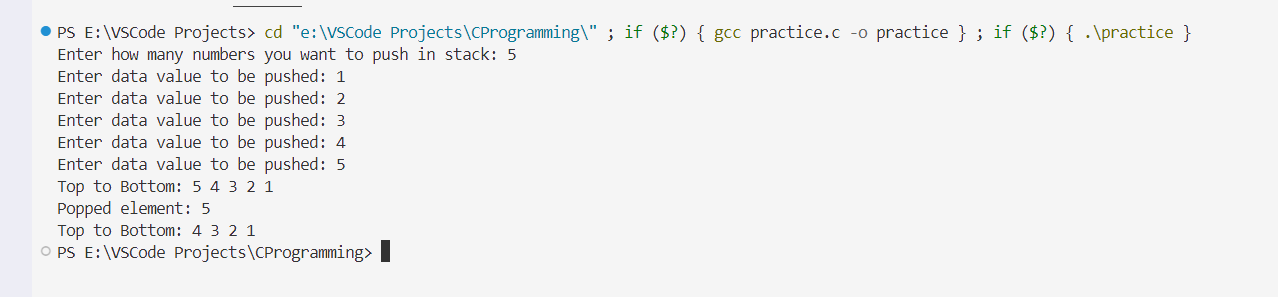 PS E:\VSCode Projects> cd "e:\VSCode Projects\CProgramming\" ; if ($?) { gcc practice.c -o practice } ; if ($?) { .\practice }
Enter how many numbers you want to push in stack: 5
Enter data value to be pushed: 1
Enter data value to be pushed: 2
Enter data value to be pushed: 3
Enter data value to be pushed: 4
Enter data value to be pushed: 5
Top to Bottom: 5 4 3 2 1
Popped element: 5
Top to Bottom: 4 3 2 1
PS E:\VSCode Projects\CProgramming>